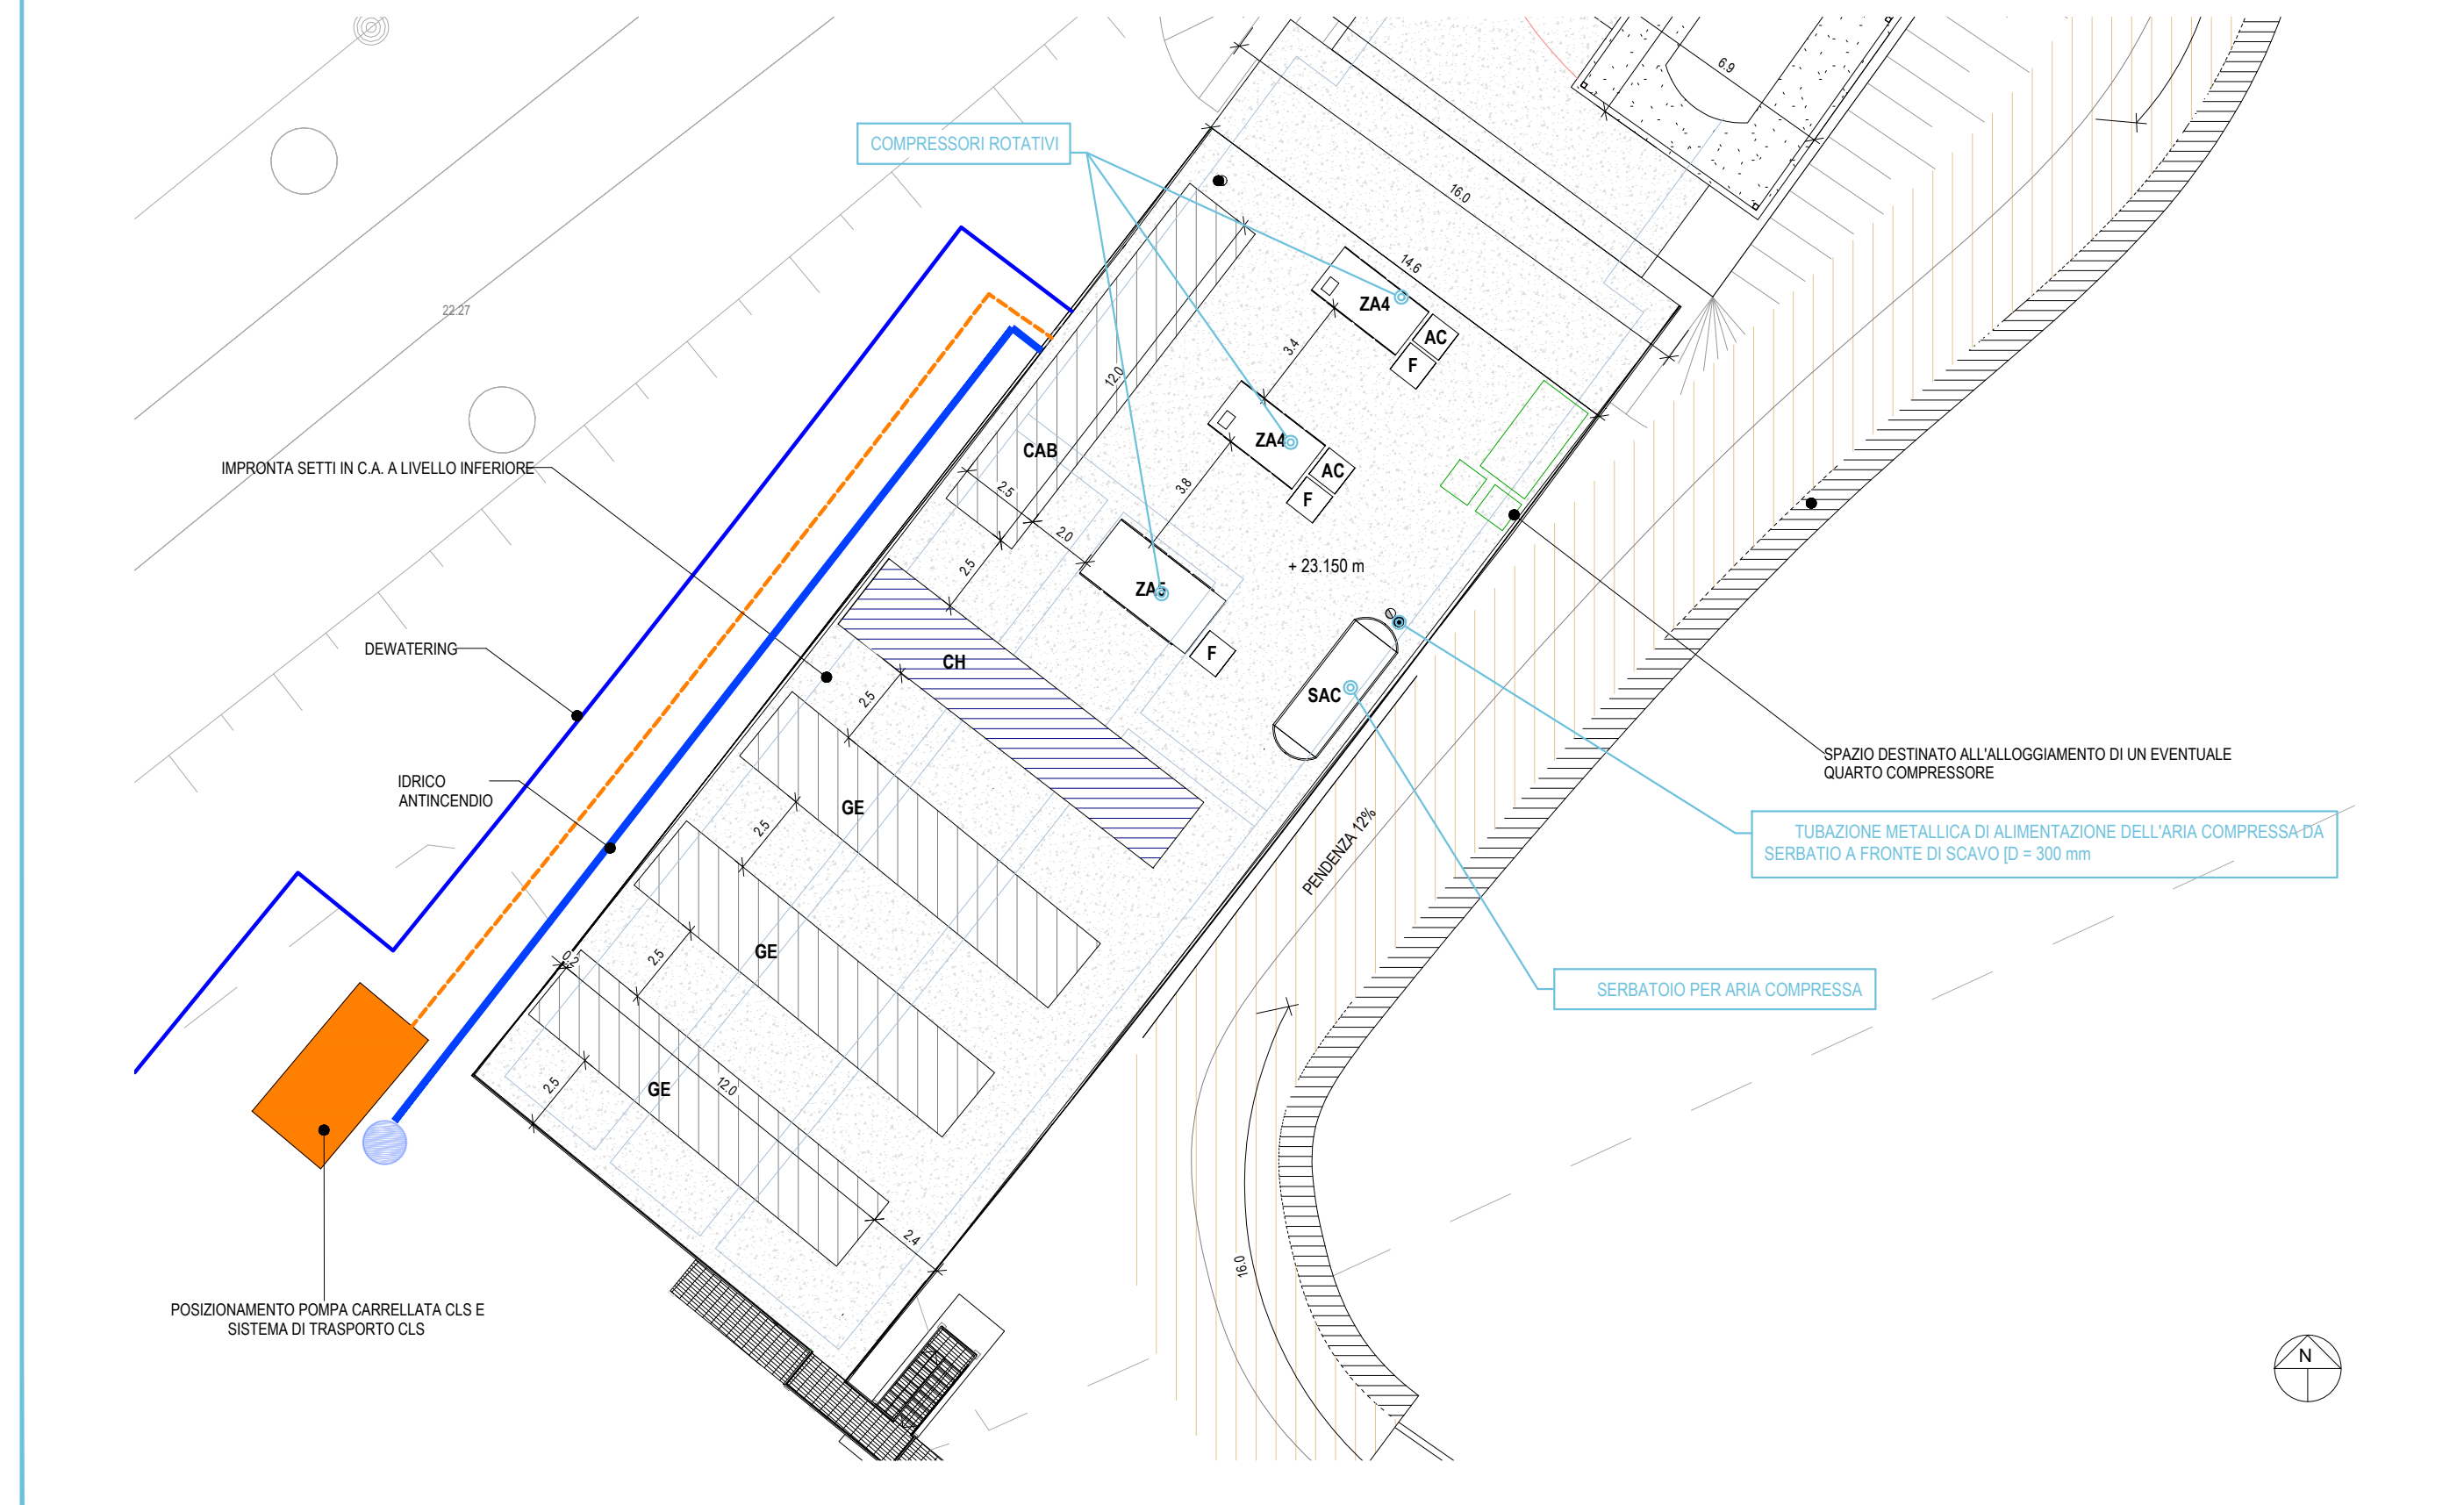 6.9
COMPRESSORI ROTATIVI
16.0
14.6
22.27
ZA4
AC
F
3.4
12.0
CAB
ZA4
AC
F
IMPRONTA SETTI IN C.A. A LIVELLO INFERIORE
2.5
3.8
2.0
2.5
+ 23.150 m
ZA5
F
DEWATERING
CH
2.5
SAC
SPAZIO DESTINATO ALL'ALLOGGIAMENTO DI UN EVENTUALE
QUARTO COMPRESSORE
IDRICO
ANTINCENDIO
GE
2.5
PENDENZA 12%
TUBAZIONE METALLICA DI ALIMENTAZIONE DELL'ARIA COMPRESSA DA
SERBATIO A FRONTE DI SCAVO [D = 300 mm
GE
2.5
0.2
SERBATOIO PER ARIA COMPRESSA
GE
2.5
12.0
2.4
16.0
POSIZIONAMENTO POMPA CARRELLATA CLS E
SISTEMA DI TRASPORTO CLS
N